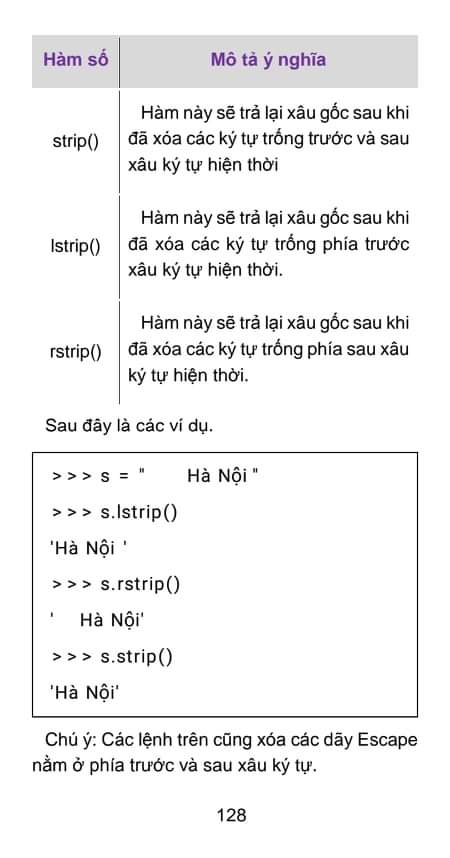 Hàm số Mô tả ý nghĩa
strip() Hàm này sẽ trả lại xâu gốc sau khi
đã xóa các ký tự trống trước và sau
xâu ký tự hiện thời
lstrip() Hàm này sẽ trả lại xâu gốc sau khi
đã xóa các ký tự trống phía trước
xâu ký tự hiện thời.
rstrip() Hàm này sẽ trả lại xâu gốc sau khi
đã xóa các ký tự trống phía sau xâu
ký tự hiện thời.
Sau đây là các ví dụ.
>>> s = "    Hà Nội "
>>> s.lstrip()
'Hà Nội '
>>> s.rstrip()
'   Hà Nội'
>>> s.strip()
'Hà Nội'
Chú ý: Các lệnh trên cũng xóa các dãy Escape
nằm ở phía trước và sau xâu ký tự.
128